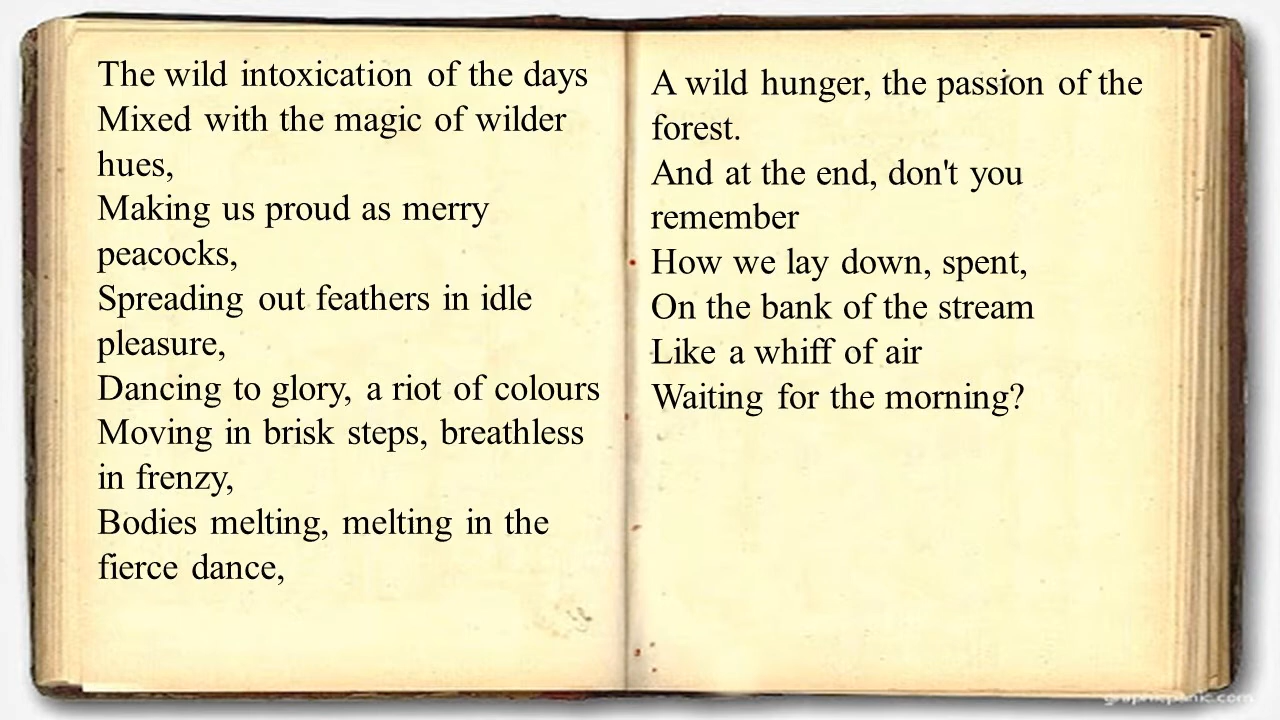 The wild intoxication of the days
Mixed with the magic of wilder
hues,
Making us proud as merry
peacocks,
Spreading out feathers in idle
pleasure,
Dancing to glory, a riot of colours
Moving in brisk steps, breathless
in frenzy,
Bodies melting, melting in the
fierce dance,
A wild hunger, the passion of the
forest.
And at the end, don't you
remember
How we lay down, spent,
On the bank of the stream
Like a whiff of air
Waiting for the morning?